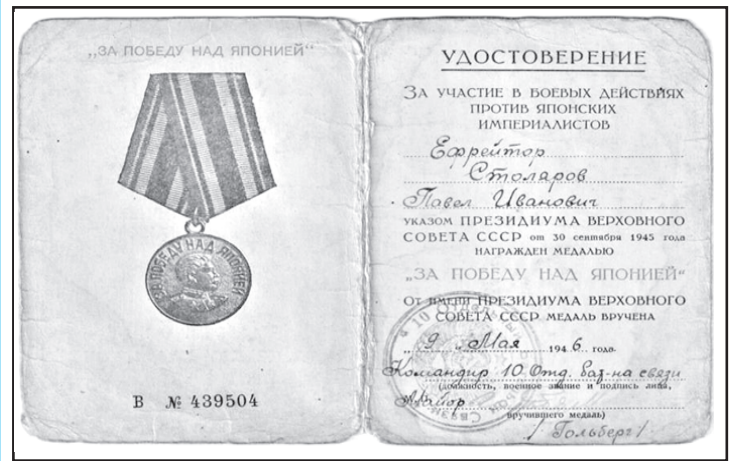 „ЗА ПОБЕДУ НАД ЯПОНИЕЙ“
ЗА ПОБЕДУ НАД ЯПОНИЕЙ
В № 439504
УДОСТОВЕРЕНИЕ
ЗА УЧАСТИЕ В БОЕВЫХ ДЕЙСТВИЯХ
ПРОТИВ ЯПОНСКИХ
ИМПЕРИАЛИСТОВ
Ефрейтор
Столяров
Павел Иванович
УКАЗОМ ПРЕЗИДИУМА ВЕРХОВНОГО
СОВЕТА СССР от 30 сентября 1945 года
НАГРАЖДЕН МЕДАЛЬЮ
„ЗА ПОБЕДУ НАД ЯПОНИЕЙ“
ОТ ИМЕНИ ПРЕЗИДИУМА ВЕРХОВНОГО
СОВЕТА СССР МЕДАЛЬ ВРУЧЕНА
„9 Мая 1946 года.
Командир 10 Отд. бат-на связи
(должность, военное звание и подпись лица,
Майор
вручившего медаль)
/Гольберг/